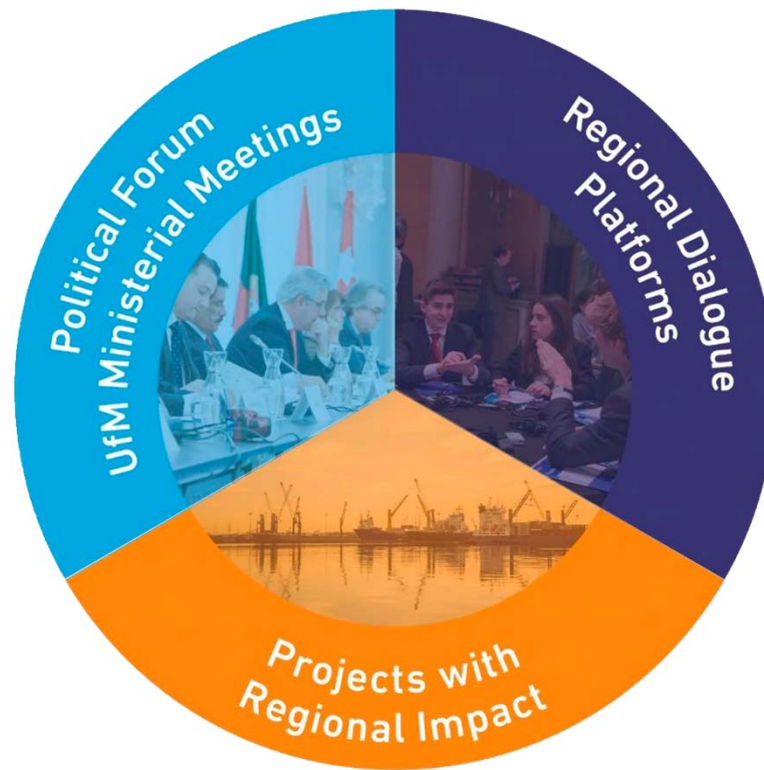 Political Forum
UfM Ministerial Meetings
Regional Dialogue
Platforms
Projects with
Regional Impact